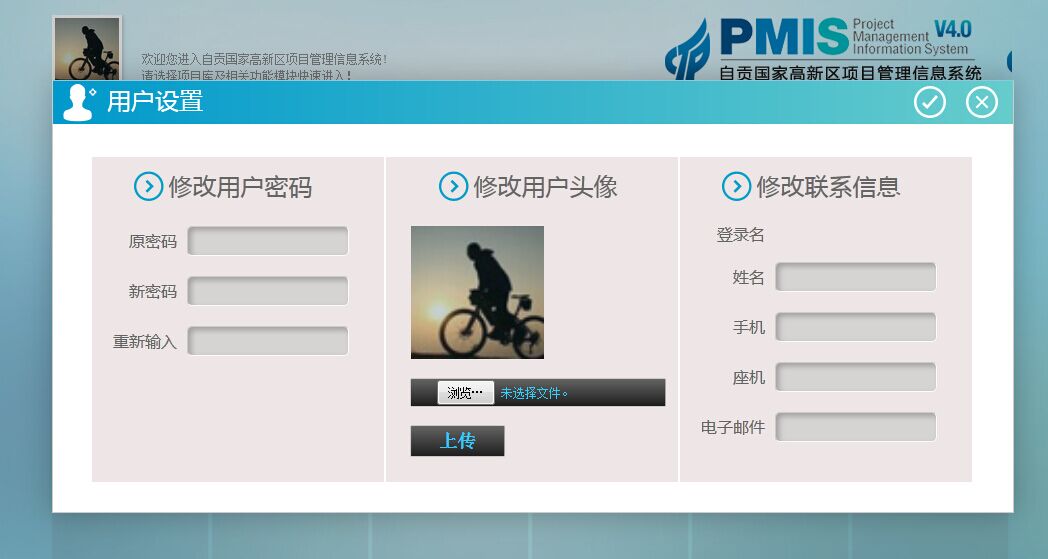 欢迎您进入自贡国家高新区项目管理信息系统!
请选择项目库及相关功能模块快速进入!
PMIS Project Management Information System V4.0
自贡国家高新区项目管理信息系统
用户设置
修改用户密码
原密码
新密码
重新输入
修改用户头像
浏览…
未选择文件。
上传
修改联系信息
登录名
姓名
手机
座机
电子邮件